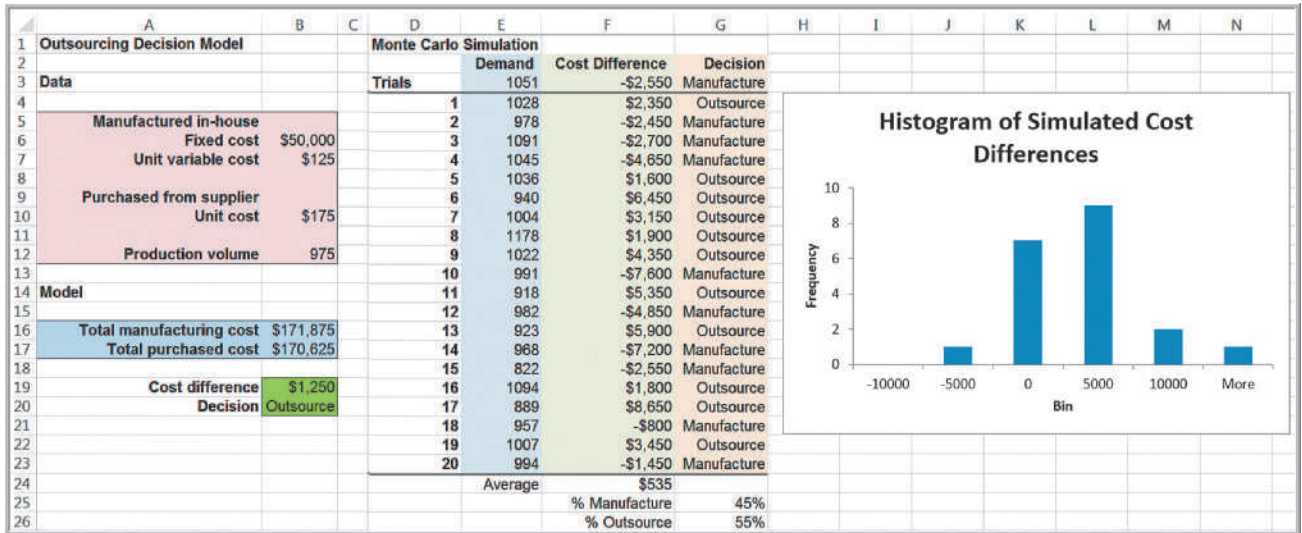 A B C D E F G H I J K L M N
1 Outsourcing Decision Model Monte Carlo Simulation
2 Demand Cost Difference Decision
3 Data Trials 1051 -$2,550 Manufacture
4 1 1028 $2,350 Outsource
5 Manufactured in-house 2 978 -$2,450 Manufacture
6 Fixed cost $50,000 3 1091 -$2,700 Manufacture
7 Unit variable cost $125 4 1045 -$4,650 Manufacture
8 5 1036 $1,600 Outsource
9 Purchased from supplier 6 940 $6,450 Outsource
10 Unit cost $175 7 1004 $3,150 Outsource
11 8 1178 $1,900 Outsource
12 Production volume 975 9 1022 $4,350 Outsource
13 10 991 -$7,600 Manufacture
14 Model 11 918 $5,350 Outsource
15 12 982 -$4,850 Manufacture
16 Total manufacturing cost $171,875 13 923 $5,900 Outsource
17 Total purchased cost $170,625 14 968 -$7,200 Manufacture
18 15 822 -$2,550 Manufacture
19 Cost difference $1,250 16 1094 $1,800 Outsource
20 Decision Outsource 17 889 $8,650 Outsource
21 18 957 -$800 Manufacture
22 19 1007 $3,450 Outsource
23 20 994 -$1,450 Manufacture
24 Average $535
25 % Manufacture 45%
26 % Outsource 55%
Histogram of Simulated Cost
Differences
Frequency
10
8
6
4
2
0
-10000 -5000 0 5000 10000 More
Bin